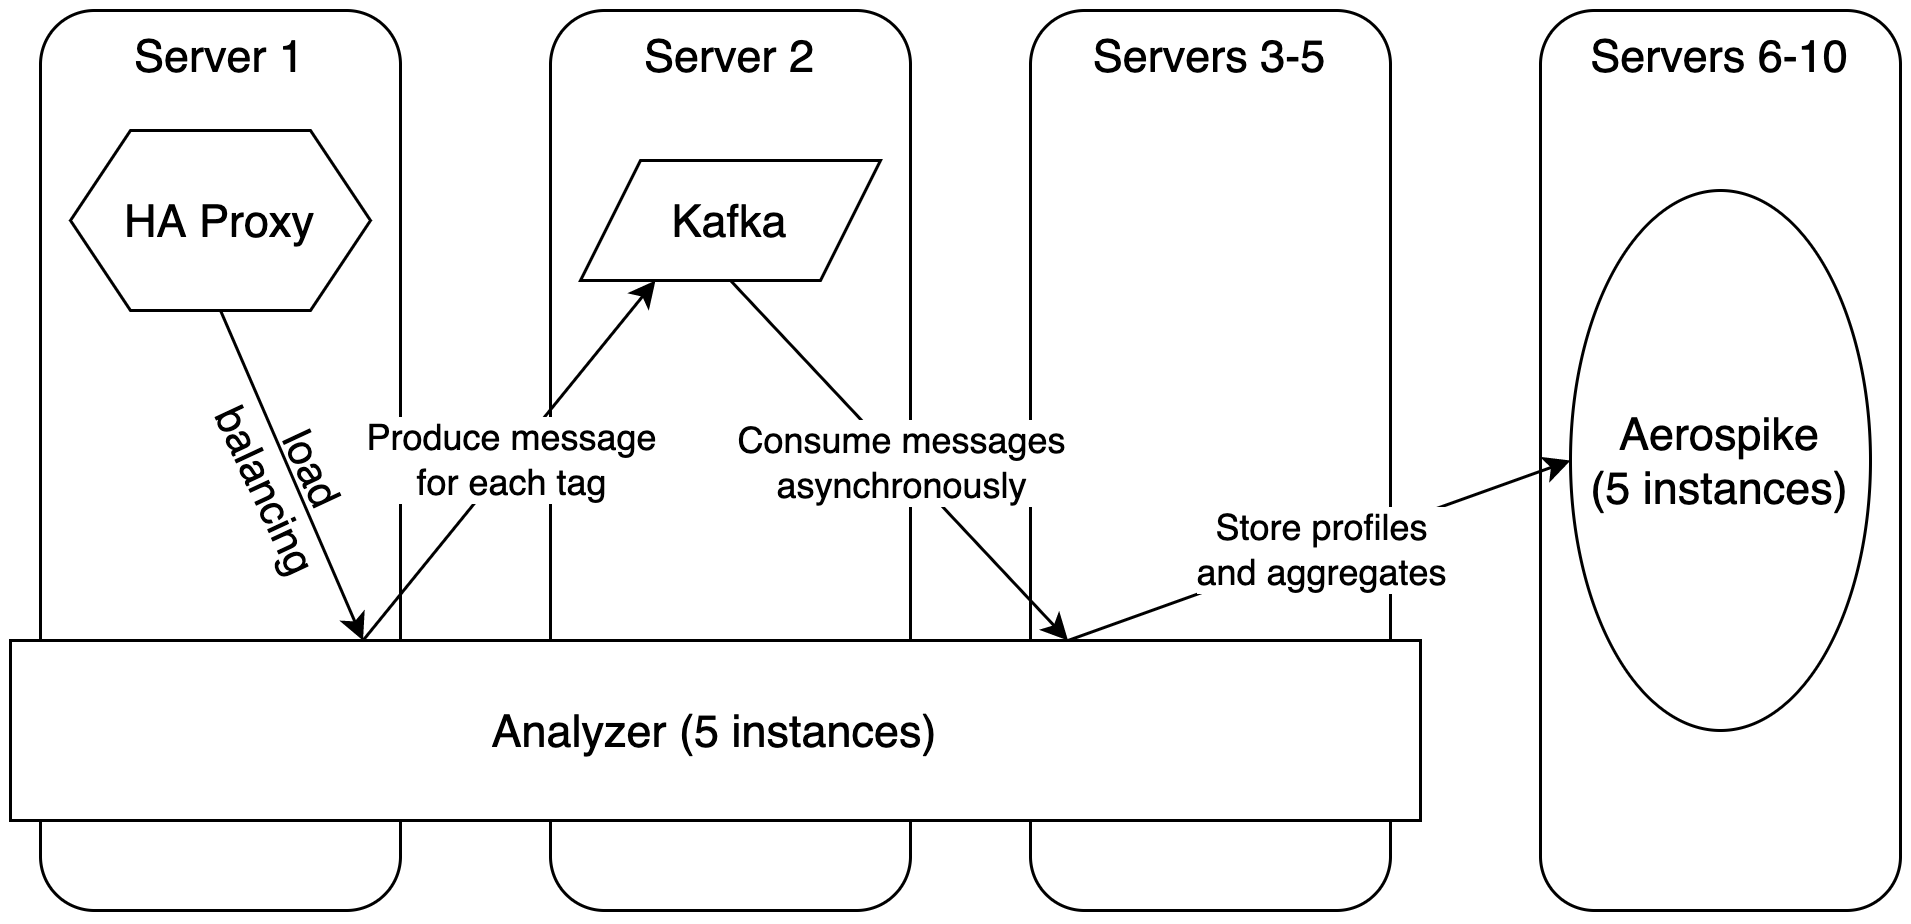 Server 1
Server 2
Servers 3-5
Servers 6-10
HA Proxy
Kafka
load
balancing
Produce message
for each tag
Consume messages
asynchronously
Store profiles
and aggregates
Aerospike
(5 instances)
Analyzer (5 instances)